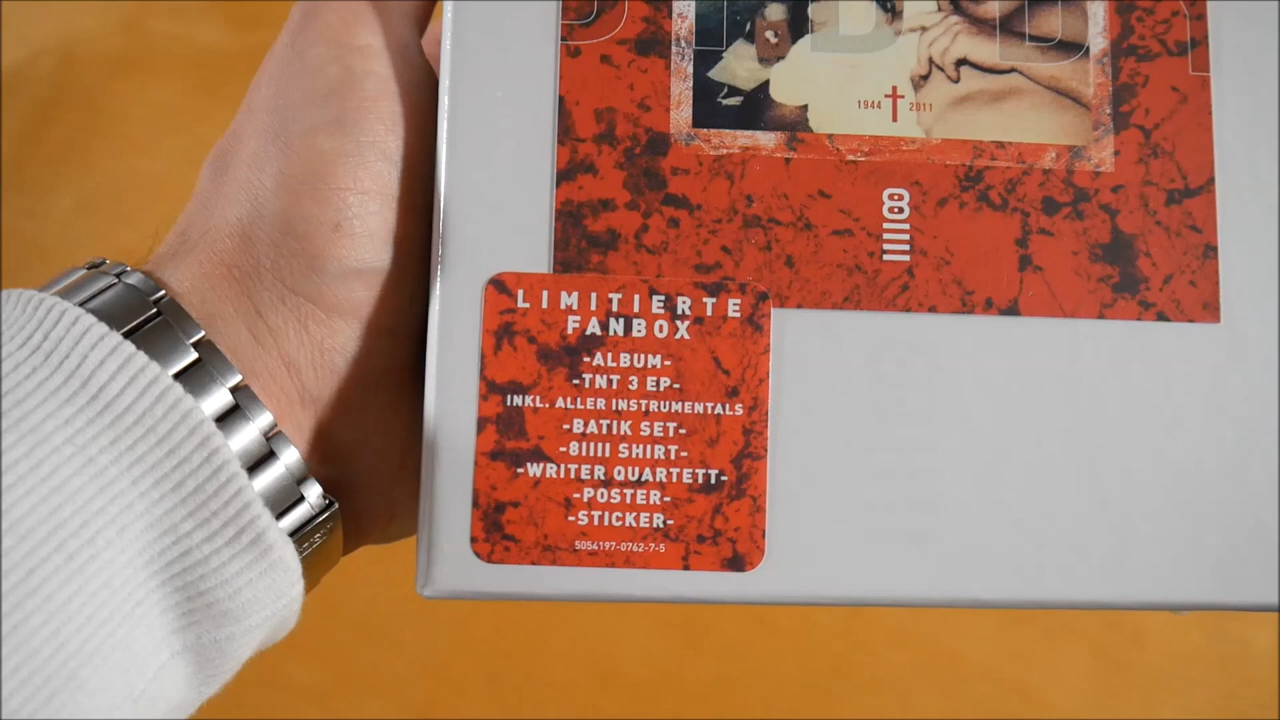 1944 2011
8IIII
LIMITIERTE
FANBOX
-ALBUM-
-TNT 3 EP-
INKL. ALLER INSTRUMENTALS
-BATIK SET-
-8IIII SHIRT-
-WRITER QUARTETT-
-POSTER-
-STICKER-
5054197-0762-7-5